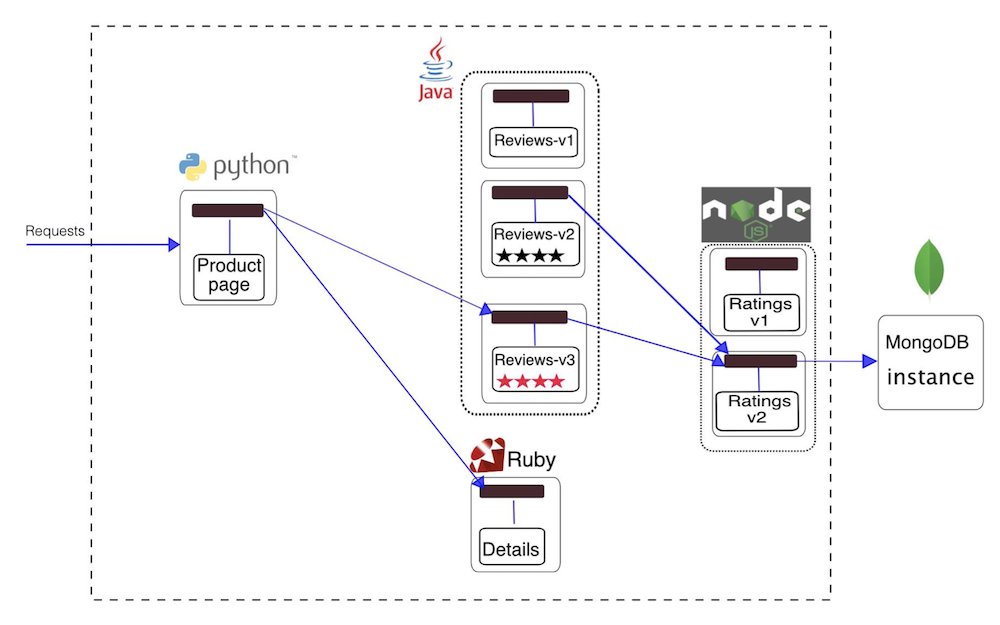 Java
Reviews-v1
python™
Requests
Product
page
Reviews-v2
node
JS
Ratings
v1
Reviews-v3
MongoDB
instance
Ratings
v2
Ruby
Details